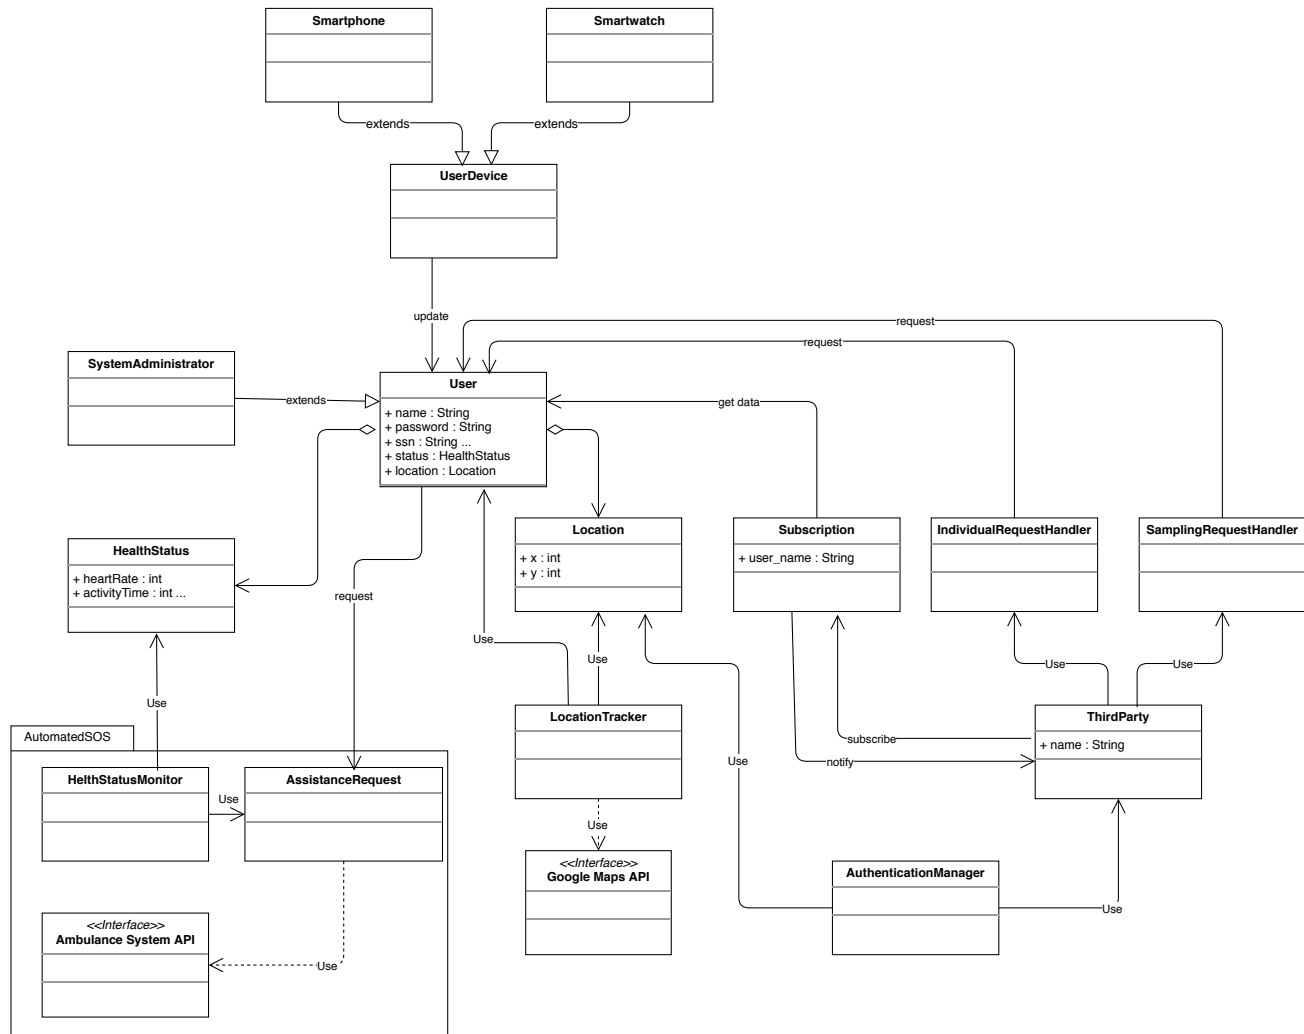 Smartphone
Smartwatch
extends
extends
UserDevice
update
request
request
SystemAdministrator
extends
User
+ name : String
+ password : String
+ ssn : String ...
+ status : HealthStatus
+ location : Location
get data
HealthStatus
+ heartRate : int
+ activityTime : int ...
request
Location
+ x : int
+ y : int
Subscription
+ user_name : String
IndividualRequestHandler
SamplingRequestHandler
Use
Use
Use
Use
Use
LocationTracker
ThirdParty
+ name : String
subscribe
notify
Use
AutomatedSOS
HelthStatusMonitor
Use
AssistanceRequest
Use
<<Interface>>
Google Maps API
AuthenticationManager
Use
<<Interface>>
Ambulance System API
Use